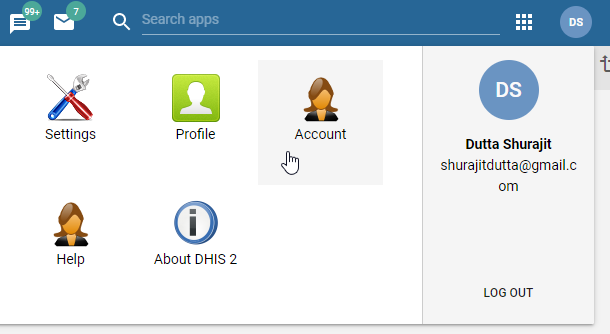 99+ 7 Search apps DS
Settings Profile Account
DS
Dutta Shurajit
shurajitdutta@gmail.c
om
Help About DHIS 2
LOG OUT